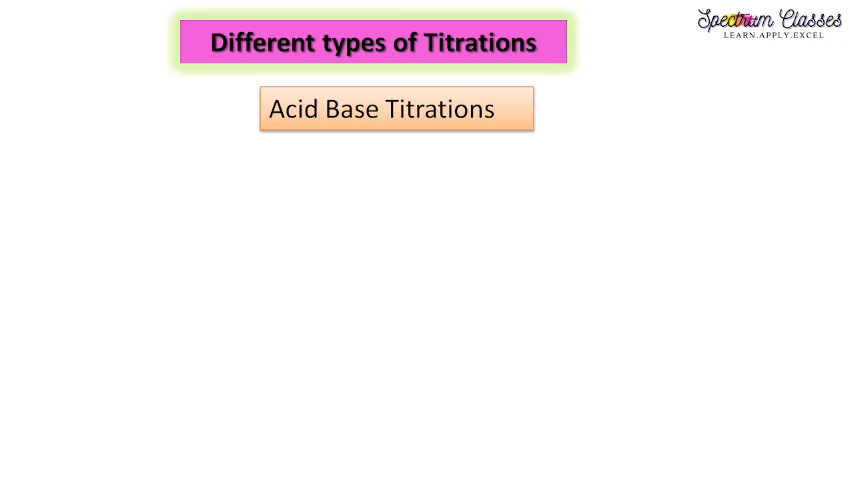 Spectrum Classes
LEARN.APPLY.EXCEL
Different types of Titrations
Acid Base Titrations